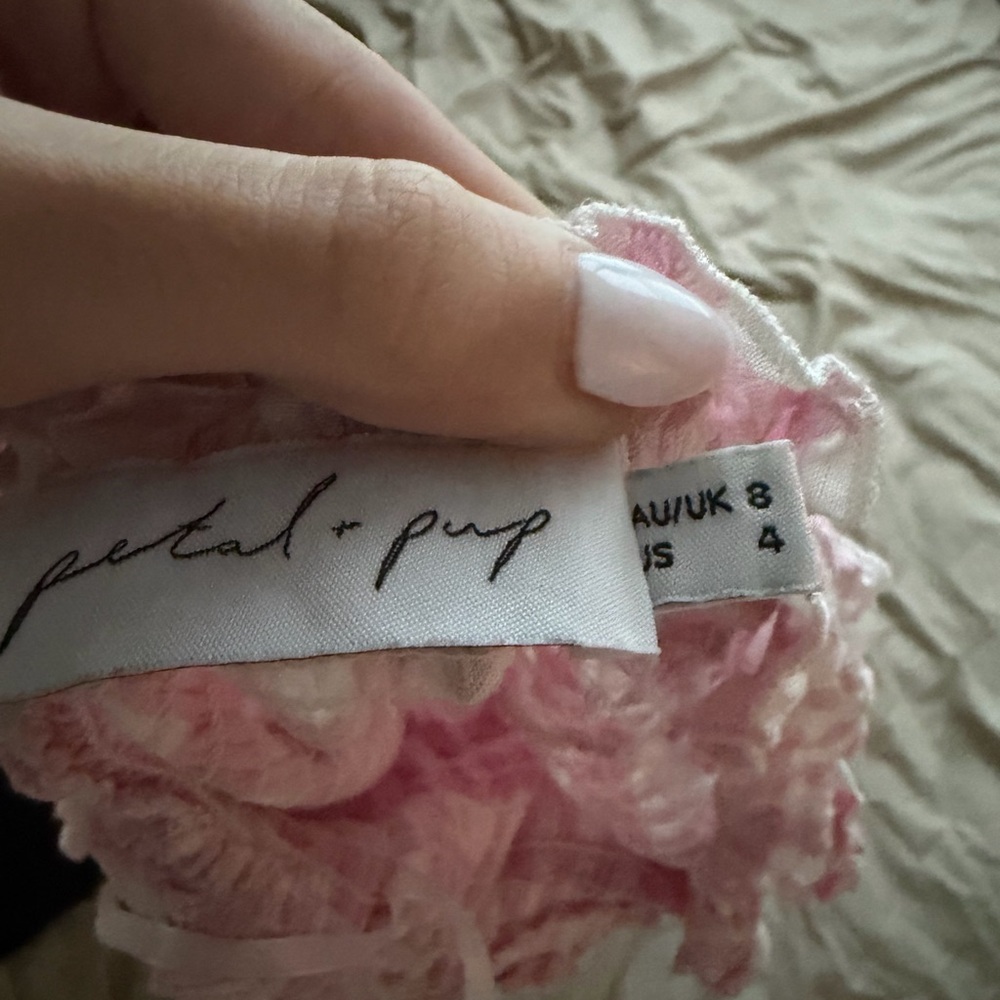 petal + pup
AU/UK 8
US 4